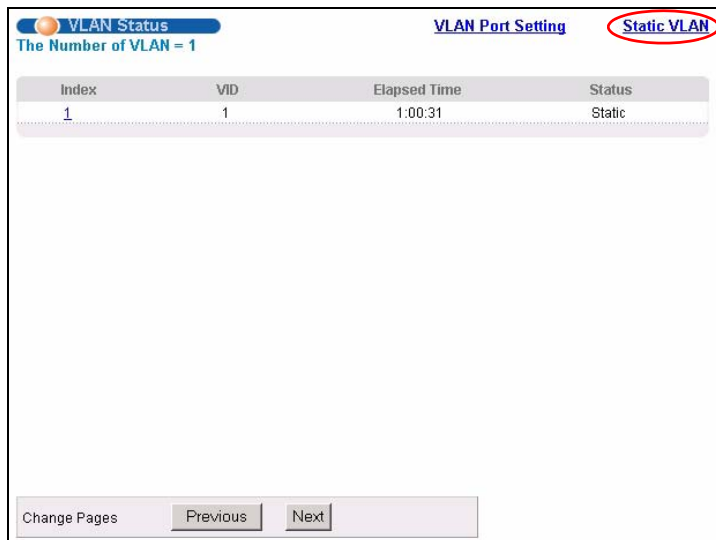 VLAN Status VLAN Port Setting Static VLAN
The Number of VLAN = 1
Index VID Elapsed Time Status
1 1 1:00:31 Static
Change Pages Previous Next